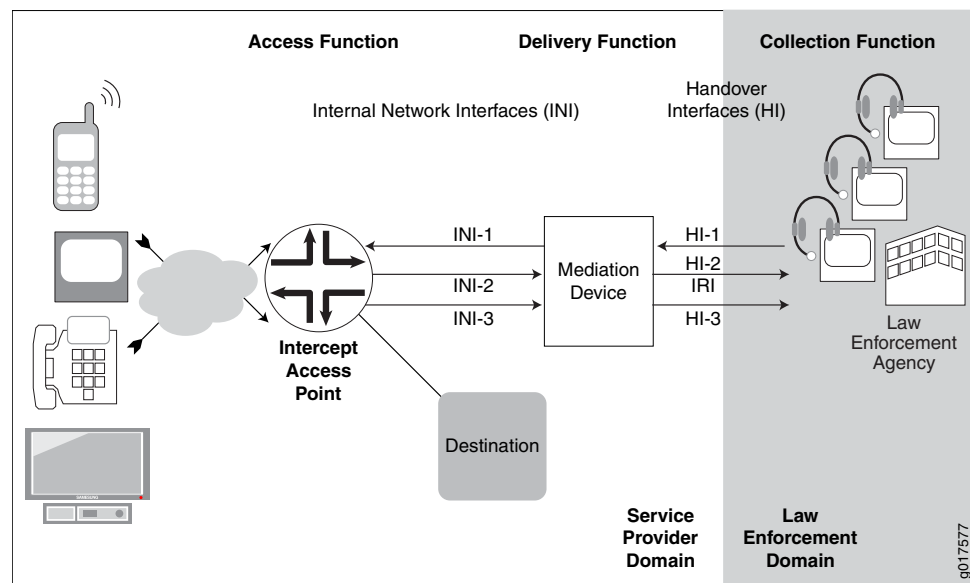 Access Function
Delivery Function
Collection Function
Internal Network Interfaces (INI)
Handover
Interfaces (HI)
INI-1
INI-2
INI-3
Mediation
Device
HI-1
HI-2
IRI
HI-3
Intercept
Access
Point
Law
Enforcement
Agency
Destination
SAMSUNG
Service
Provider
Domain
Law
Enforcement
Domain
g017577